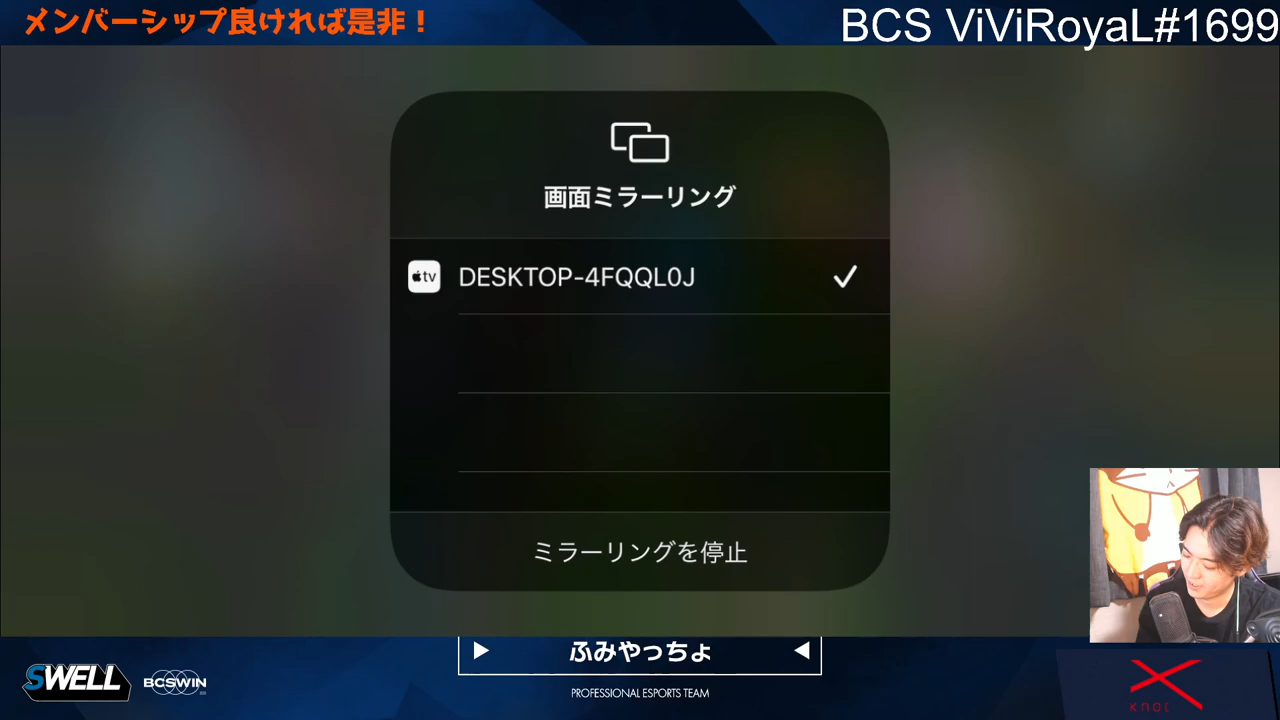 メンバーシップ良ければ是非！
BCS ViViRoyaL#1699
画面ミラーリング
tv
DESKTOP-4FQQL0J
ミラーリングを停止
ふみやっちょ
PROFESSIONAL ESPORTS TEAM
SWELL
BCSWIN